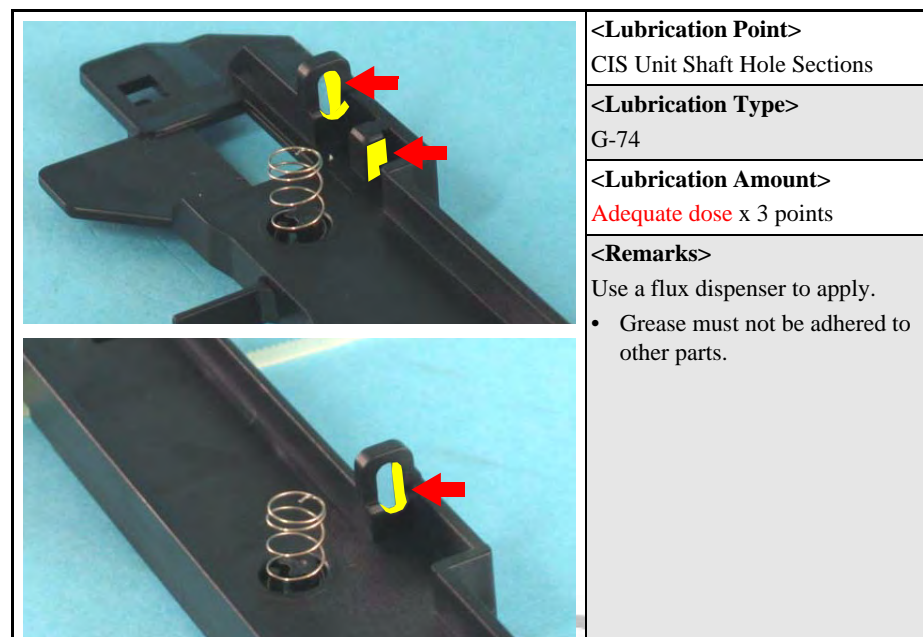 <Lubrication Point>
CIS Unit Shaft Hole Sections
<Lubrication Type>
G-74
<Lubrication Amount>
Adequate dose x 3 points
<Remarks>
Use a flux dispenser to apply.
• Grease must not be adhered to
other parts.